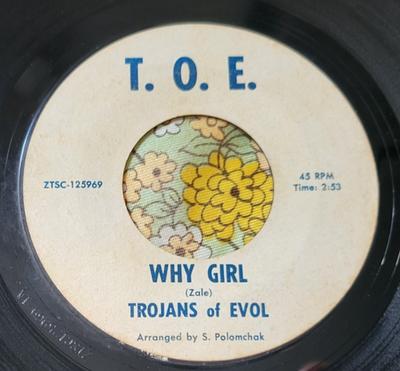 T. O. E.
ZTSC-125969
45 RPM
Time: 2:53
WHY GIRL
(Zale)
TROJANS of EVOL
Arranged by S. Polomchak